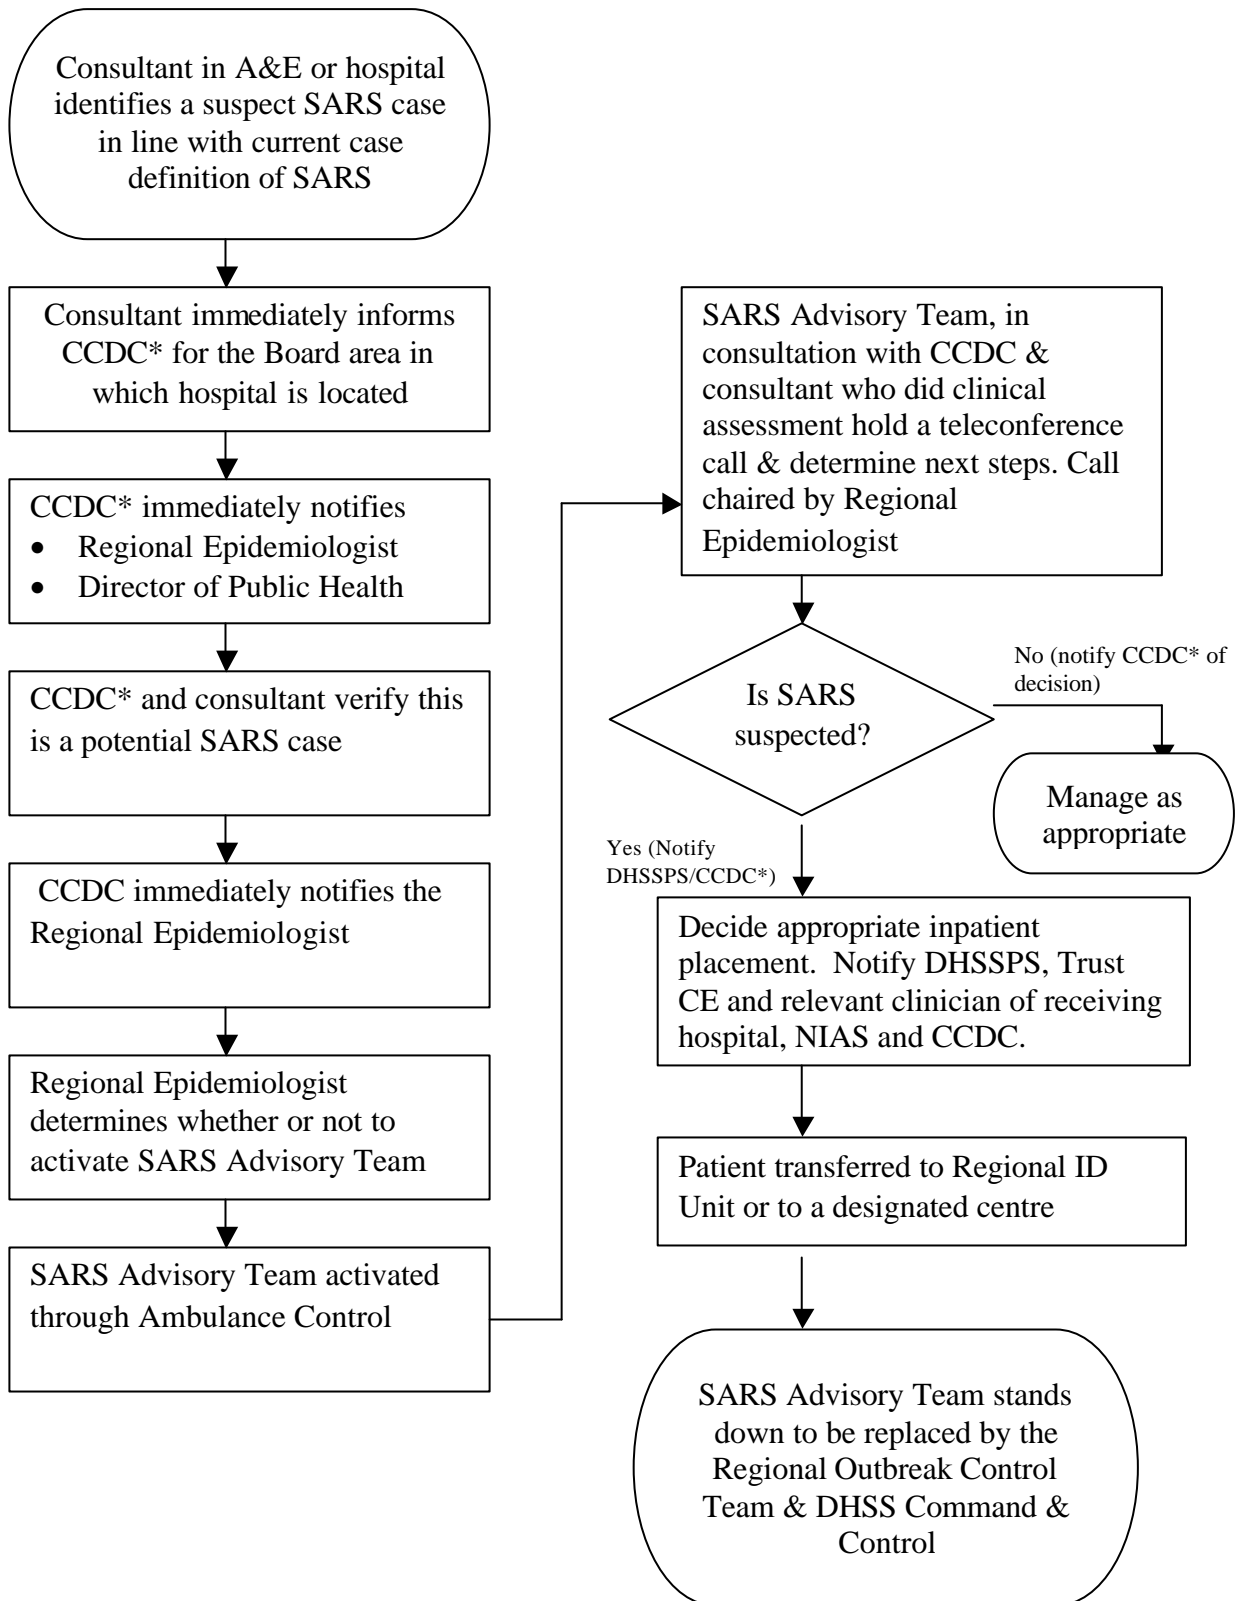 Consultant in A&E or hospital
identifies a suspect SARS case
in line with current case
definition of SARS
Consultant immediately informs
CCDC* for the Board area in
which hospital is located
CCDC* immediately notifies
• Regional Epidemiologist
• Director of Public Health
CCDC* and consultant verify this
is a potential SARS case
CCDC immediately notifies the
Regional Epidemiologist
Regional Epidemiologist
determines whether or not to
activate SARS Advisory Team
SARS Advisory Team activated
through Ambulance Control
SARS Advisory Team, in
consultation with CCDC &
consultant who did clinical
assessment hold a teleconference
call & determine next steps. Call
chaired by Regional
Epidemiologist
Is SARS
suspected?
No (notify CCDC* of
decision)
Manage as
appropriate
Yes (Notify
DHSSPS/CCDC*)
Decide appropriate inpatient
placement.  Notify DHSSPS, Trust
CE and relevant clinician of receiving
hospital, NIAS and CCDC.
Patient transferred to Regional ID
Unit or to a designated centre
SARS Advisory Team stands
down to be replaced by the
Regional Outbreak Control
Team & DHSS Command &
Control